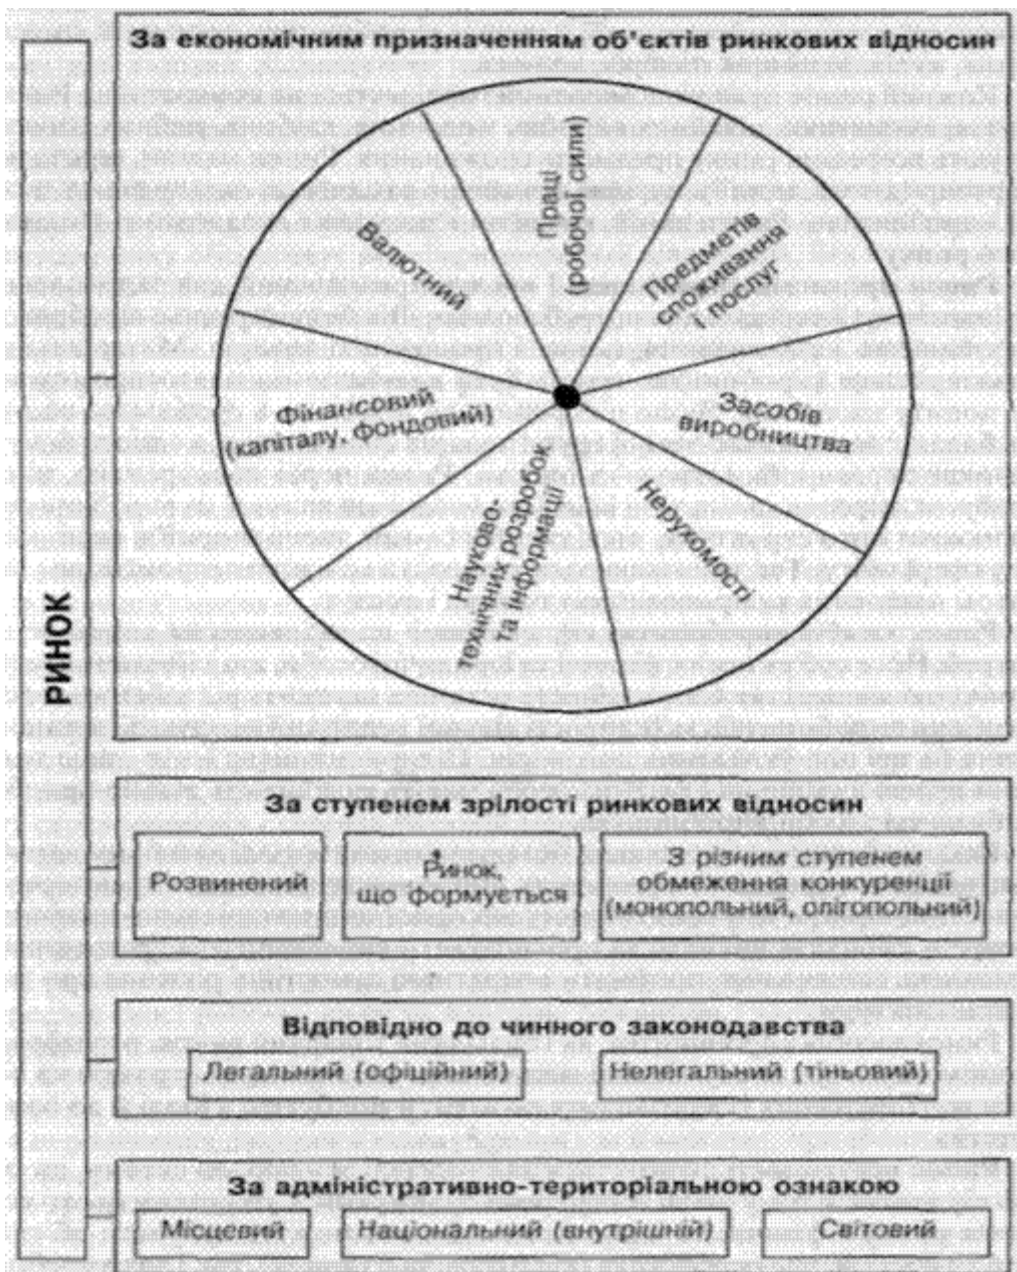 РИНОК
За економічним призначенням об'єктів ринкових відносин
Праці
(робочої сили)
Предметів
споживання
і послуг
Засобів
виробництва
Нерухомості
Науково-
технічних розробок
та інформації
Фінансовий
(капіталу, фондовий)
Валютний
За ступенем зрілості ринкових відносин
Розвинений
Ринок,
що формується
З різним ступенем
обмеження конкуренції
(монопольний, олігопольний)
Відповідно до чинного законодавства
Легальний (офіційний)
Нелегальний (тіньовий)
За адміністративно-територіальною ознакою
Місцевий
Національний (внутрішній)
Світовий